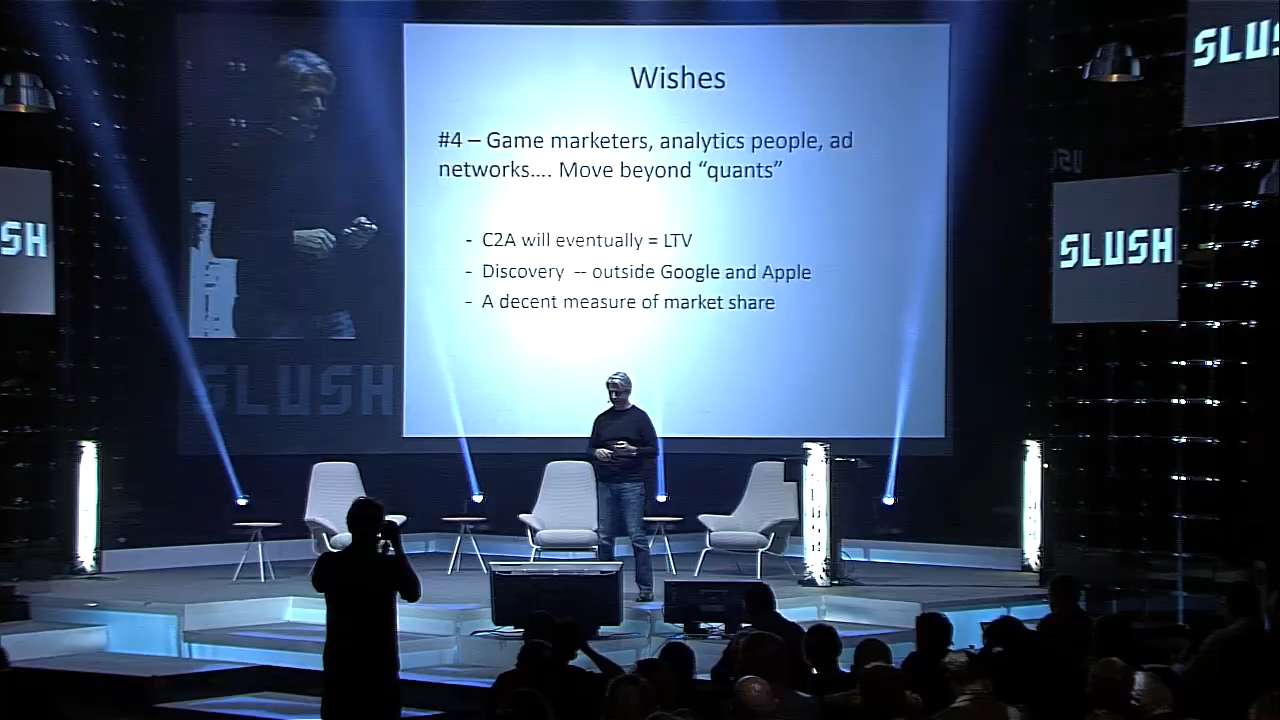 Wishes
#4 – Game marketers, analytics people, ad
networks…. Move beyond “quants”
- C2A will eventually = LTV
- Discovery -- outside Google and Apple
- A decent measure of market share
SLUSH
SLUSH
SLU
SH